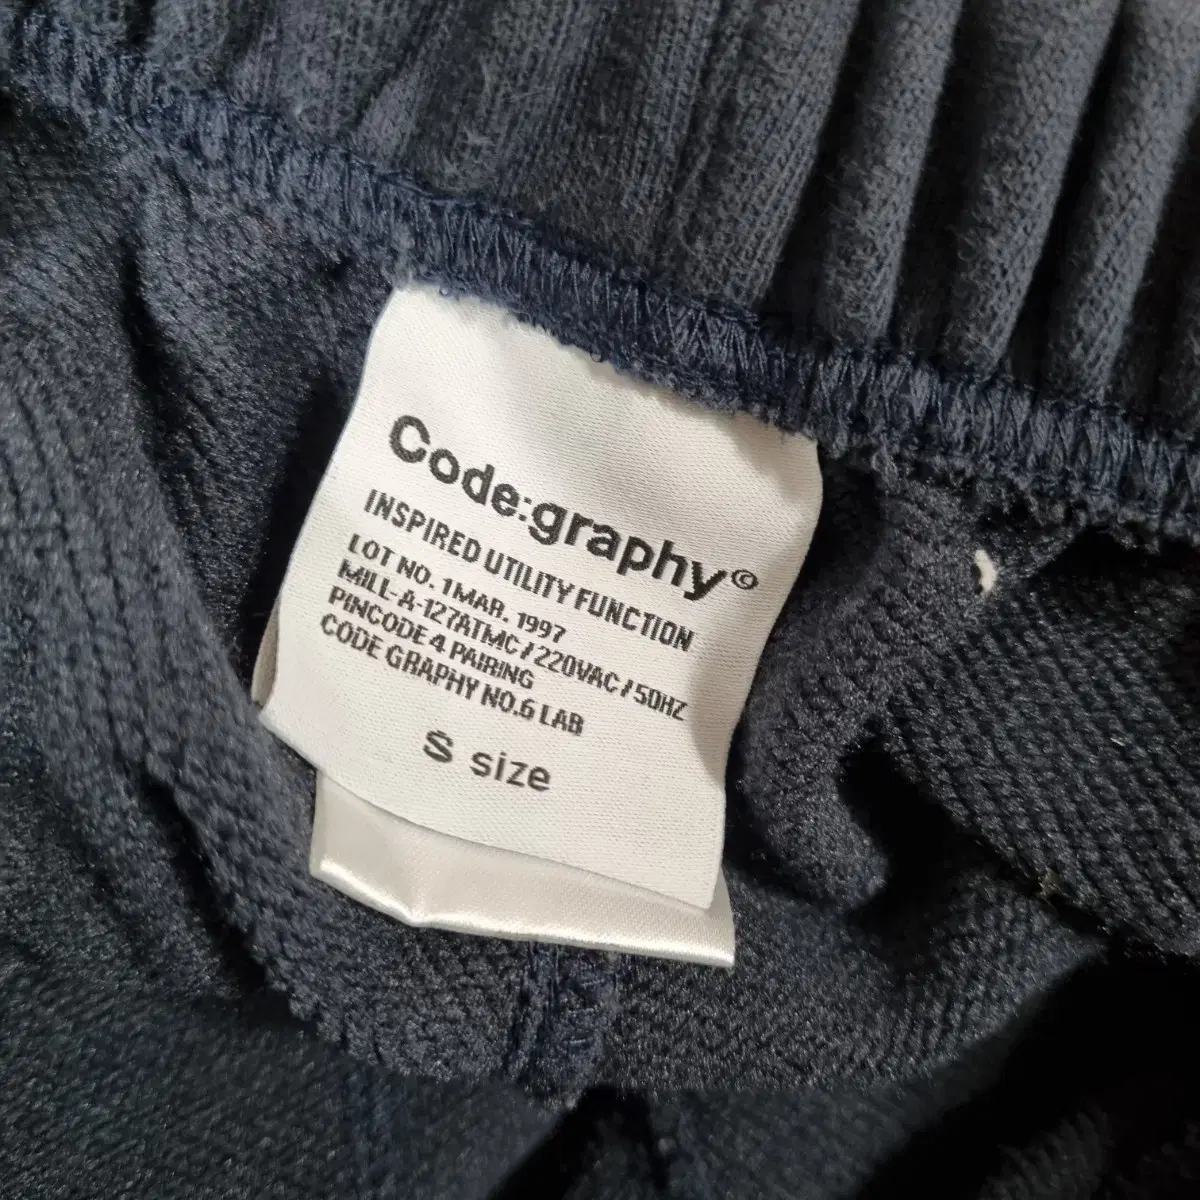 Code:graphy©
INSPIRED UTILITY FUNCTION
LOT NO. 1MAR. 1997
MILL-A-127ATMC / 220VAC / 50HZ
PINCODE 4 PAIRING
CODE GRAPHY NO.6 LAB
S size